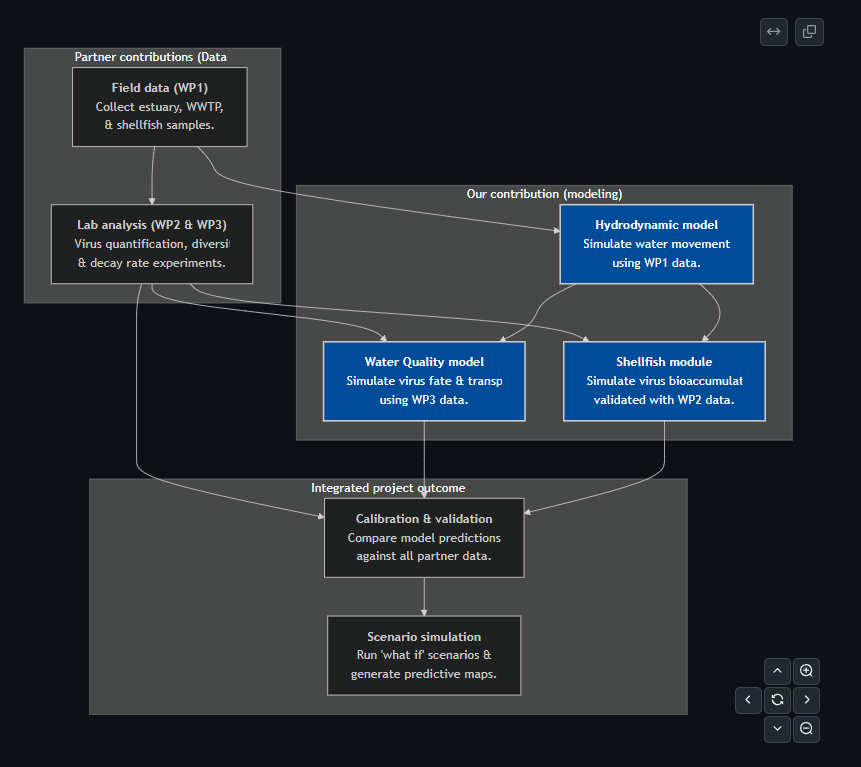 Partner contributions (Data
Field data (WP1)
Collect estuary, WWTP,
& shellfish samples.
Our contribution (modeling)
Lab analysis (WP2 & WP3)
Virus quantification, diversit
& decay rate experiments.
Hydrodynamic model
Simulate water movement
using WP1 data.
Water Quality model
Simulate virus fate & transp
using WP3 data.
Shellfish module
Simulate virus bioaccumulat
validated with WP2 data.
Integrated project outcome
Calibration & validation
Compare model predictions
against all partner data.
Scenario simulation
Run 'what if' scenarios &
generate predictive maps.